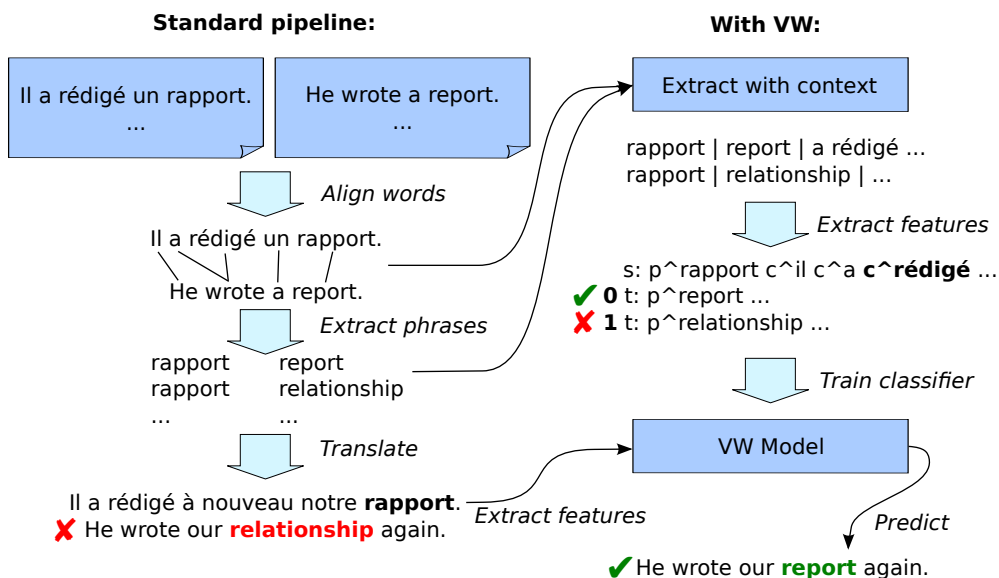 Standard pipeline:
Il a rédigé un rapport.
...
He wrote a report.
...
Align words
Il a rédigé un rapport.
He wrote a report.
Extract phrases
rapport report
rapport relationship
... ...
Translate
Il a rédigé à nouveau notre rapport.
✘ He wrote our relationship again.
Extract features
With VW:
Extract with context
rapport | report | a rédigé ...
rapport | relationship | ...
Extract features
s: p^rapport c^il c^a c^rédigé ...
✔ 0 t: p^report ...
✘ 1 t: p^relationship ...
Train classifier
VW Model
Predict
✔ He wrote our report again.